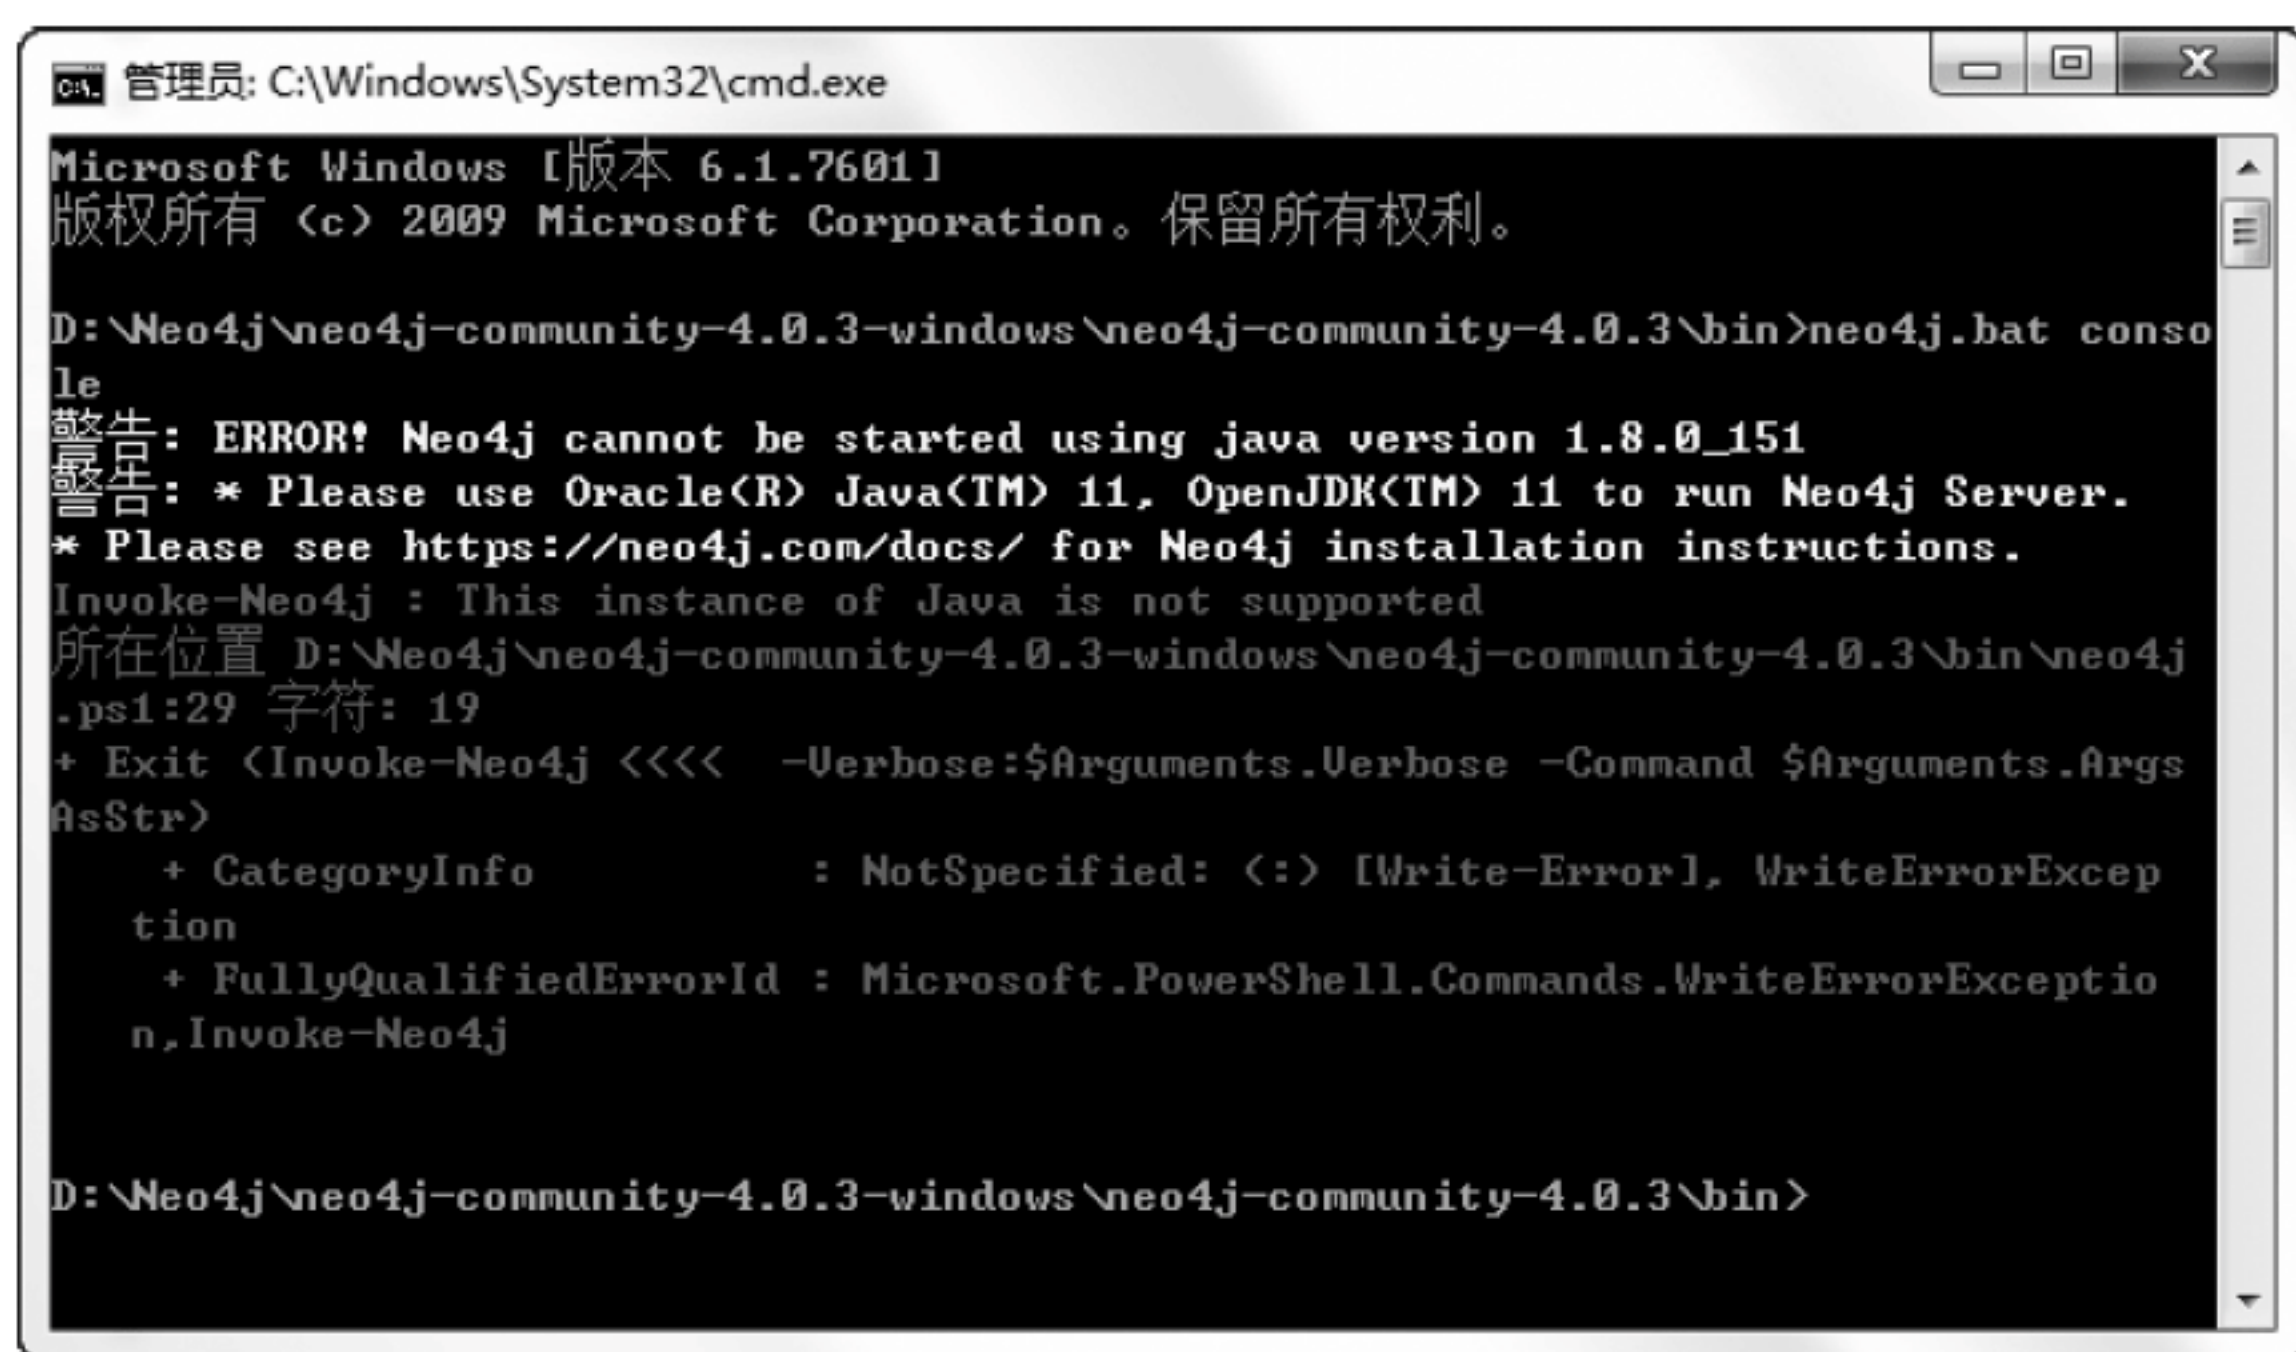 管理员: C:\Windows\System32\cmd.exe
Microsoft Windows [版本 6.1.7601]
版权所有 (c) 2009 Microsoft Corporation。保留所有权利。
D:\Neo4j\neo4j-community-4.0.3-windows\neo4j-community-4.0.3\bin>neo4j.bat conso
le
警告: ERROR! Neo4j cannot be started using java version 1.8.0_151
警告: * Please use Oracle(R) Java(TM) 11, OpenJDK(TM) 11 to run Neo4j Server.
* Please see https://neo4j.com/docs/ for Neo4j installation instructions.
Invoke-Neo4j : This instance of Java is not supported
所在位置 D:\Neo4j\neo4j-community-4.0.3-windows\neo4j-community-4.0.3\bin\neo4j
.ps1:29 字符: 19
+ Exit (Invoke-Neo4j <<<<  -Verbose:$Arguments.Verbose -Command $Arguments.Args
AsStr)
    + CategoryInfo          : NotSpecified: (:) [Write-Error], WriteErrorExcep
   tion
    + FullyQualifiedErrorId : Microsoft.PowerShell.Commands.WriteErrorExceptio
   n,Invoke-Neo4j
D:\Neo4j\neo4j-community-4.0.3-windows\neo4j-community-4.0.3\bin>